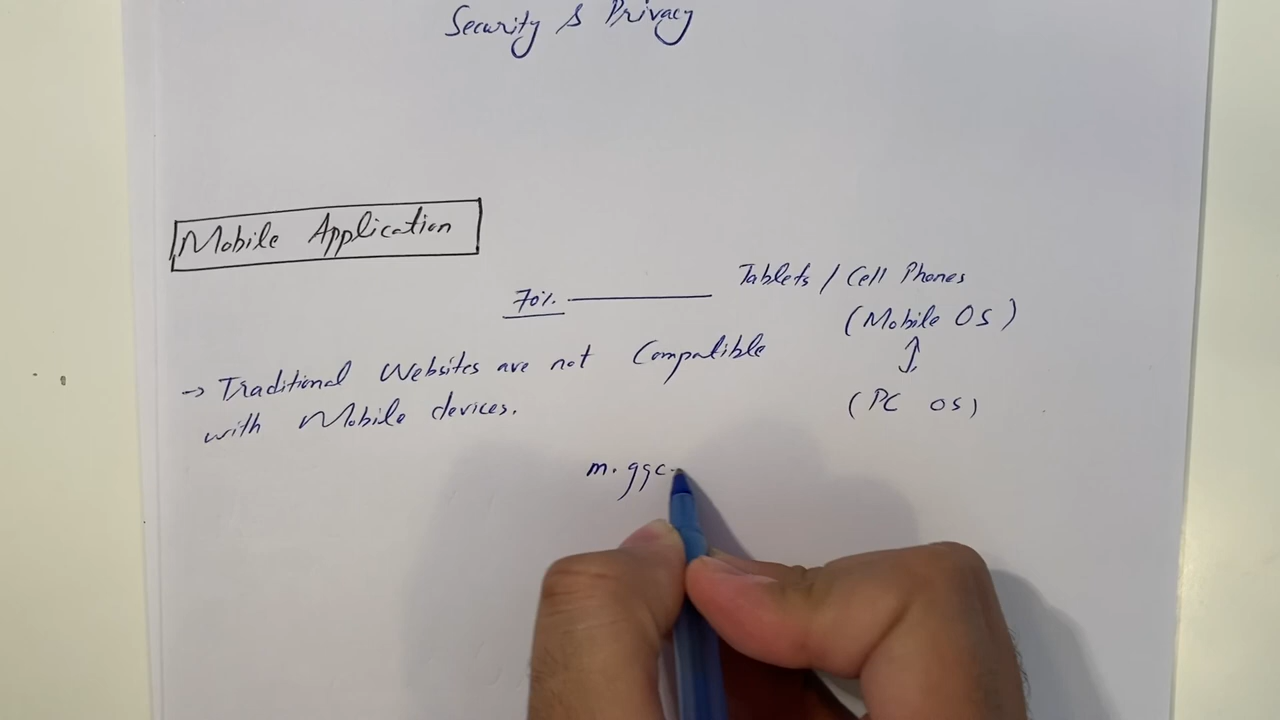 Security & Privacy
Mobile Application
70% Tablets / Cell Phones
(Mobile OS)
→ Traditional Websites are not Compatible
with Mobile devices.
(PC OS)
m.ggc.